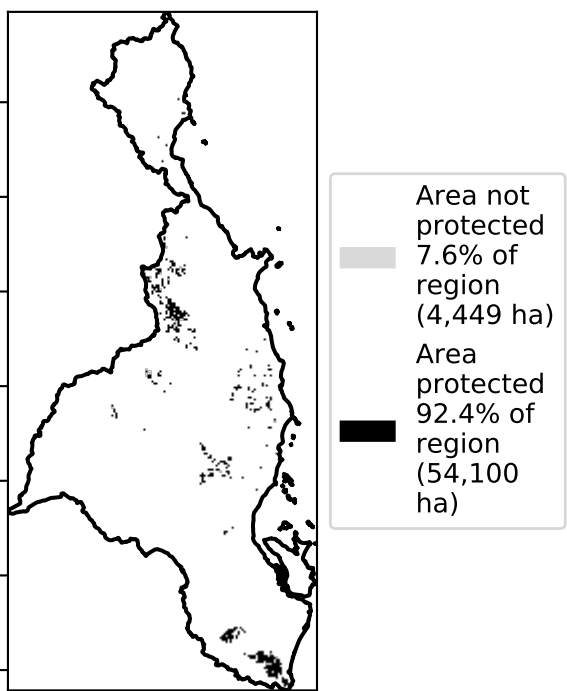 Area not
protected
7.6% of
region
(4,449 ha)
Area
protected
92.4% of
region
(54,100
ha)